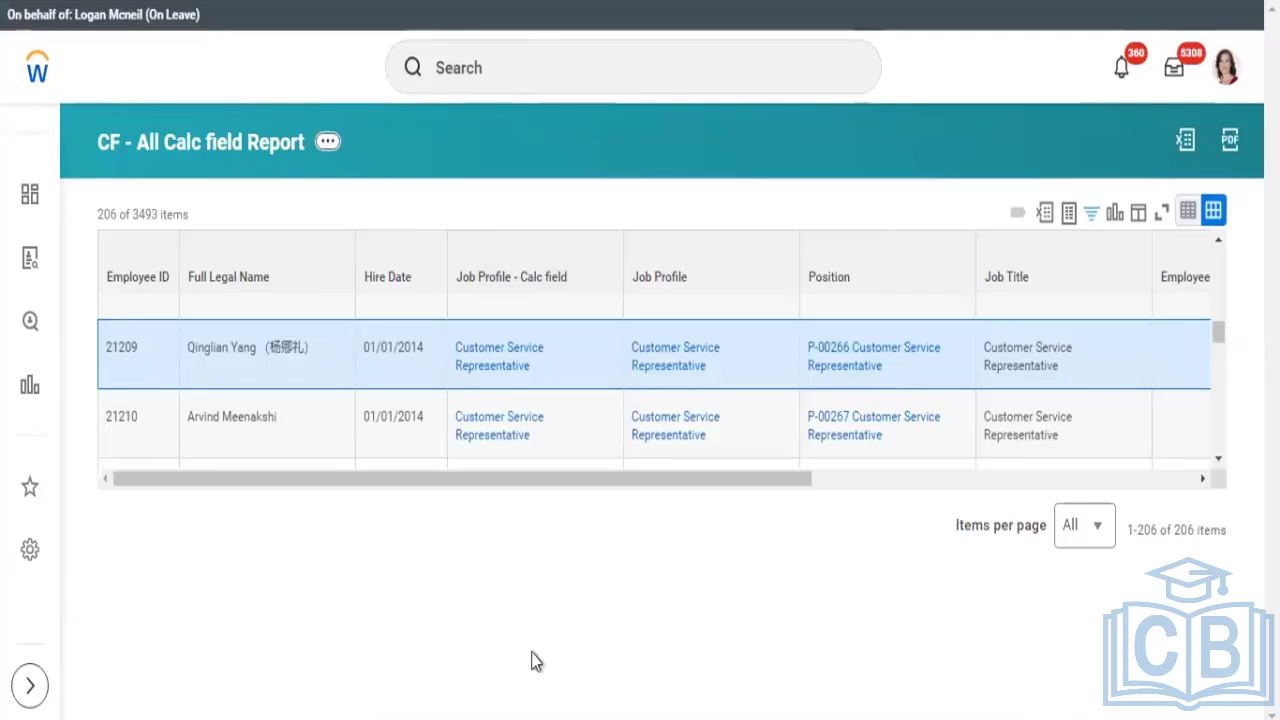 On behalf of: Logan Mcneil (On Leave)
W
Search
360
5308
CF - All Calc field Report
PDF
206 of 3493 items
Employee ID Full Legal Name Hire Date Job Profile - Calc field Job Profile Position Job Title Employee
21209 Qinglian Yang （杨卿礼） 01/01/2014 Customer Service Customer Service P-00266 Customer Service Customer Service
Representative Representative Representative Representative
21210 Arvind Meenakshi 01/01/2014 Customer Service Customer Service P-00267 Customer Service Customer Service
Representative Representative Representative Representative
Items per page All 1-206 of 206 items
CB